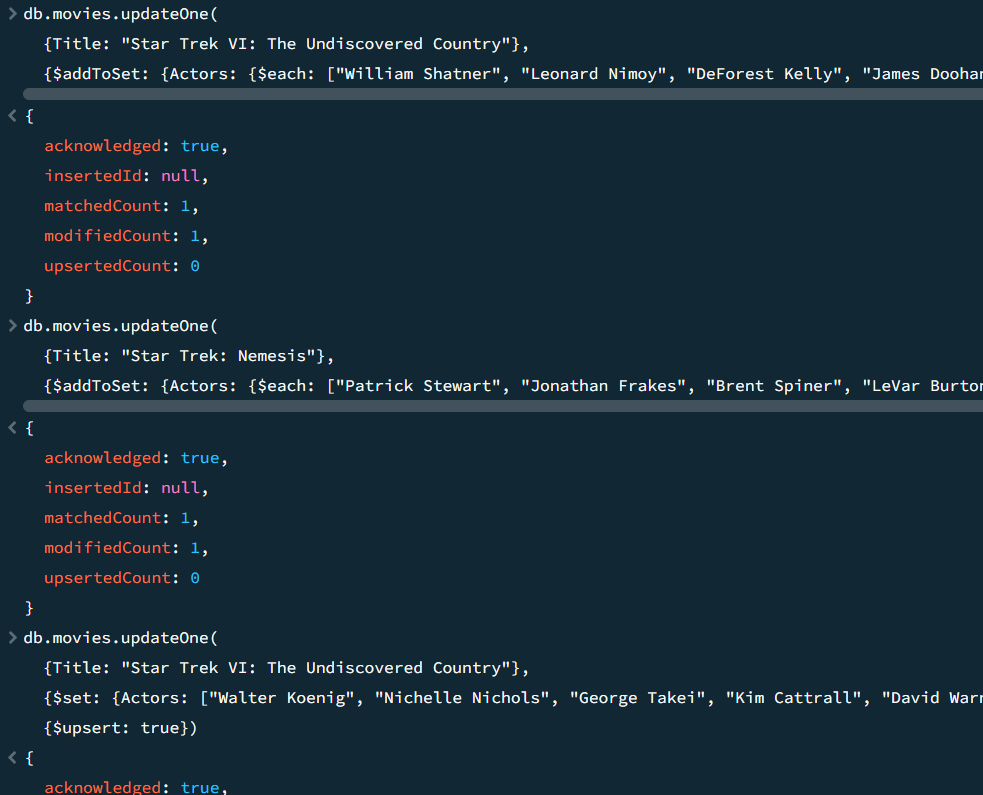 > db.movies.updateOne(
{Title: "Star Trek VI: The Undiscovered Country"},
{$addToSet: {Actors: {$each: ["William Shatner", "Leonard Nimoy", "DeForest Kelly", "James Doohan
< {
acknowledged: true,
insertedId: null,
matchedCount: 1,
modifiedCount: 1,
upsertedCount: 0
}
> db.movies.updateOne(
{Title: "Star Trek: Nemesis"},
{$addToSet: {Actors: {$each: ["Patrick Stewart", "Jonathan Frakes", "Brent Spiner", "LeVar Burton
< {
acknowledged: true,
insertedId: null,
matchedCount: 1,
modifiedCount: 1,
upsertedCount: 0
}
> db.movies.updateOne(
{Title: "Star Trek VI: The Undiscovered Country"},
{$set: {Actors: ["Walter Koenig", "Nichelle Nichols", "George Takei", "Kim Cattrall", "David Warr
{$upsert: true})
< {
acknowledged: true,